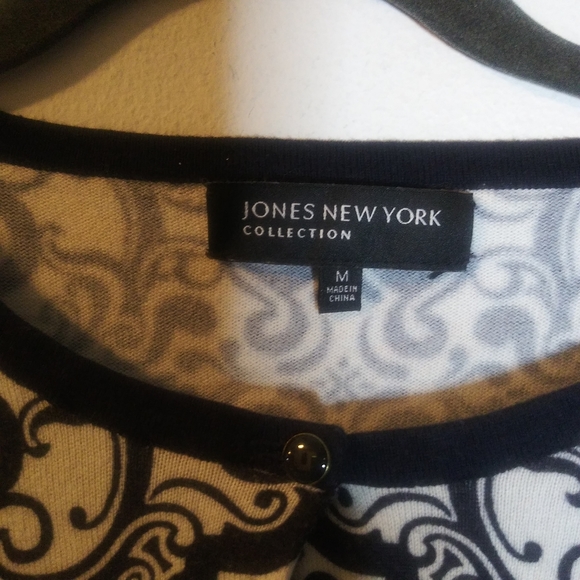 JONES NEW YORK
COLLECTION
M
MADE IN
CHINA